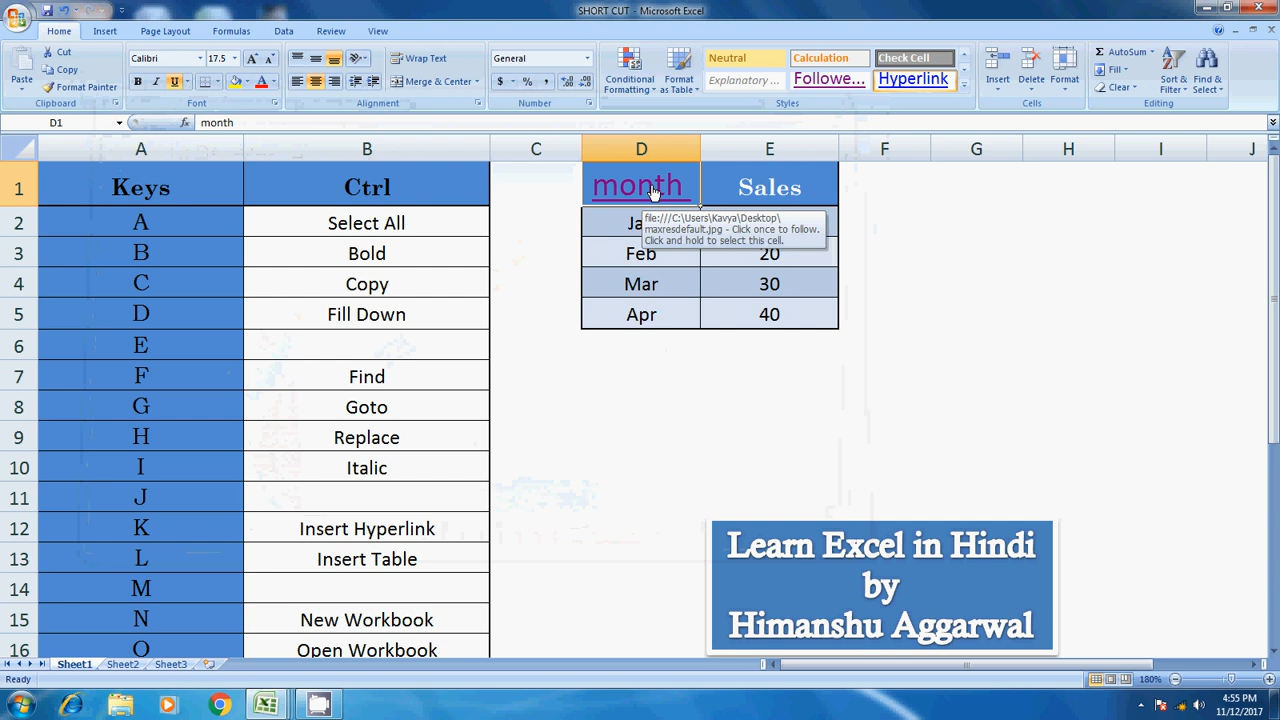 SHORT CUT - Microsoft Excel
Home Insert Page Layout Formulas Data Review View
Paste Cut Copy Format Painter Clipboard
Calibri 17.5 B I U A A Font
Wrap Text Merge & Center Alignment
General $ % , Number
Conditional Formatting Format as Table
Neutral Calculation Check Cell
Explanatory ... Followe... Hyperlink
Styles
Insert Delete Format Cells
AutoSum Fill Clear Sort & Filter Find & Select Editing
D1 fx month
A B C D E F G H I J
1 Keys Ctrl month Sales
2 A Select All Ja
file:///C:\Users\Kavya\Desktop\
maxresdefault.jpg - Click once to follow.
Click and hold to select this cell.
3 B Bold Feb 20
4 C Copy Mar 30
5 D Fill Down Apr 40
6 E
7 F Find
8 G Goto
9 H Replace
10 I Italic
11 J
12 K Insert Hyperlink
13 L Insert Table
14 M
15 N New Workbook
16 O Open Workbook
Learn Excel in Hindi
by
Himanshu Aggarwal
Sheet1 Sheet2 Sheet3
Ready 180%
4:55 PM
11/12/2017